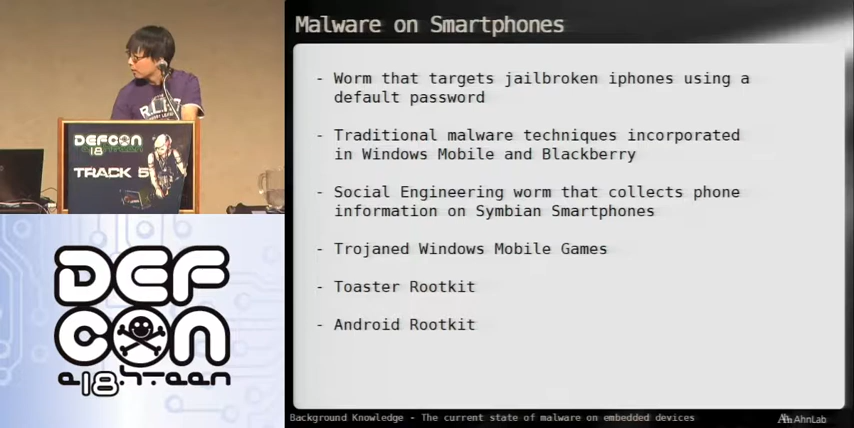 Malware on Smartphones
- Worm that targets jailbroken iphones using a
default password
- Traditional malware techniques incorporated
in Windows Mobile and Blackberry
- Social Engineering worm that collects phone
information on Symbian Smartphones
- Trojaned Windows Mobile Games
- Toaster Rootkit
- Android Rootkit
Background Knowledge - The current state of malware on embedded devices
AhnLab
DEFCON
18
TRACK 5
DEF
CON
e18hteen